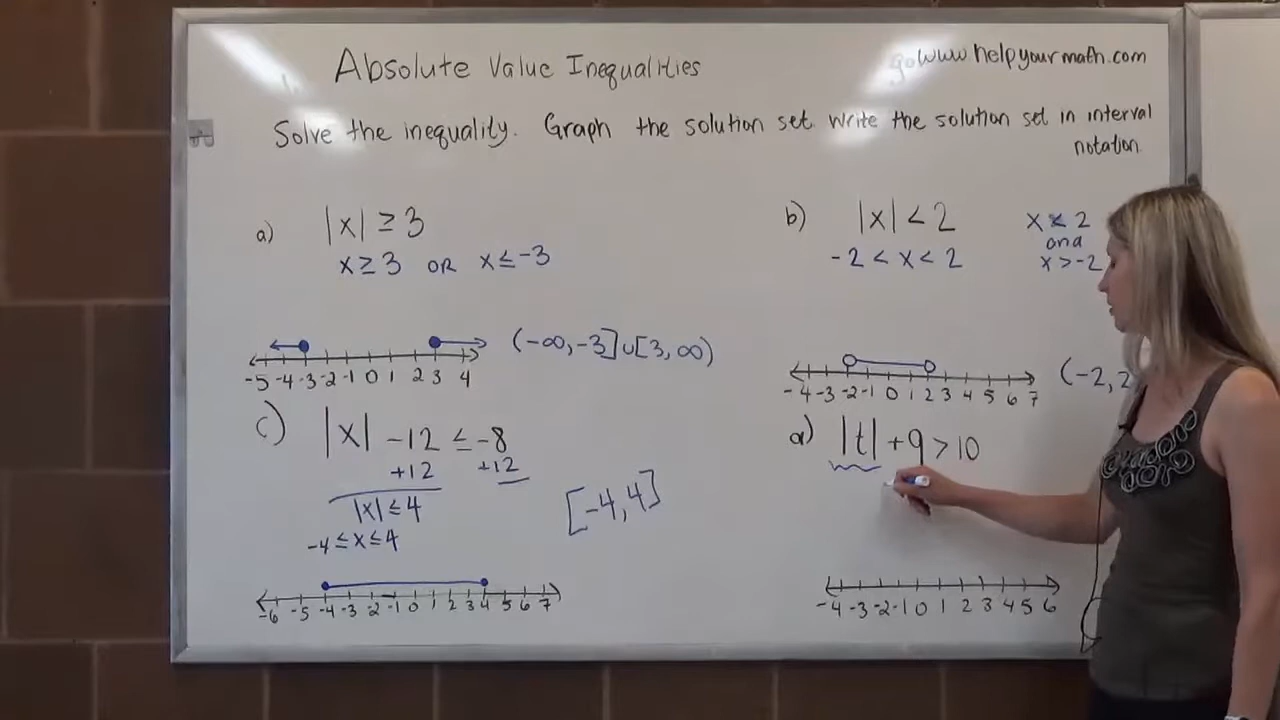 Absolute Value Inequalities
go www.helpyourmath.com
Solve the inequality. Graph the solution set. Write the solution set in interval
notation.
a) |x| ≥ 3
x ≥ 3 OR x ≤ -3
(-∞, -3] ∪ [3, ∞)
-5 -4 -3 -2 -1 0 1 2 3 4
b) |x| < 2
-2 < x < 2
x < 2
and
x > -2
(-2, 2
-4 -3 -2 -1 0 1 2 3 4 5 6 7
c) |x| -12 ≤ -8
+12 +12
|x| ≤ 4
-4 ≤ x ≤ 4
[-4, 4]
-6 -5 -4 -3 -2 -1 0 1 2 3 4 5 6 7
d) |t| + 9 > 10
-4 -3 -2 -1 0 1 2 3 4 5 6